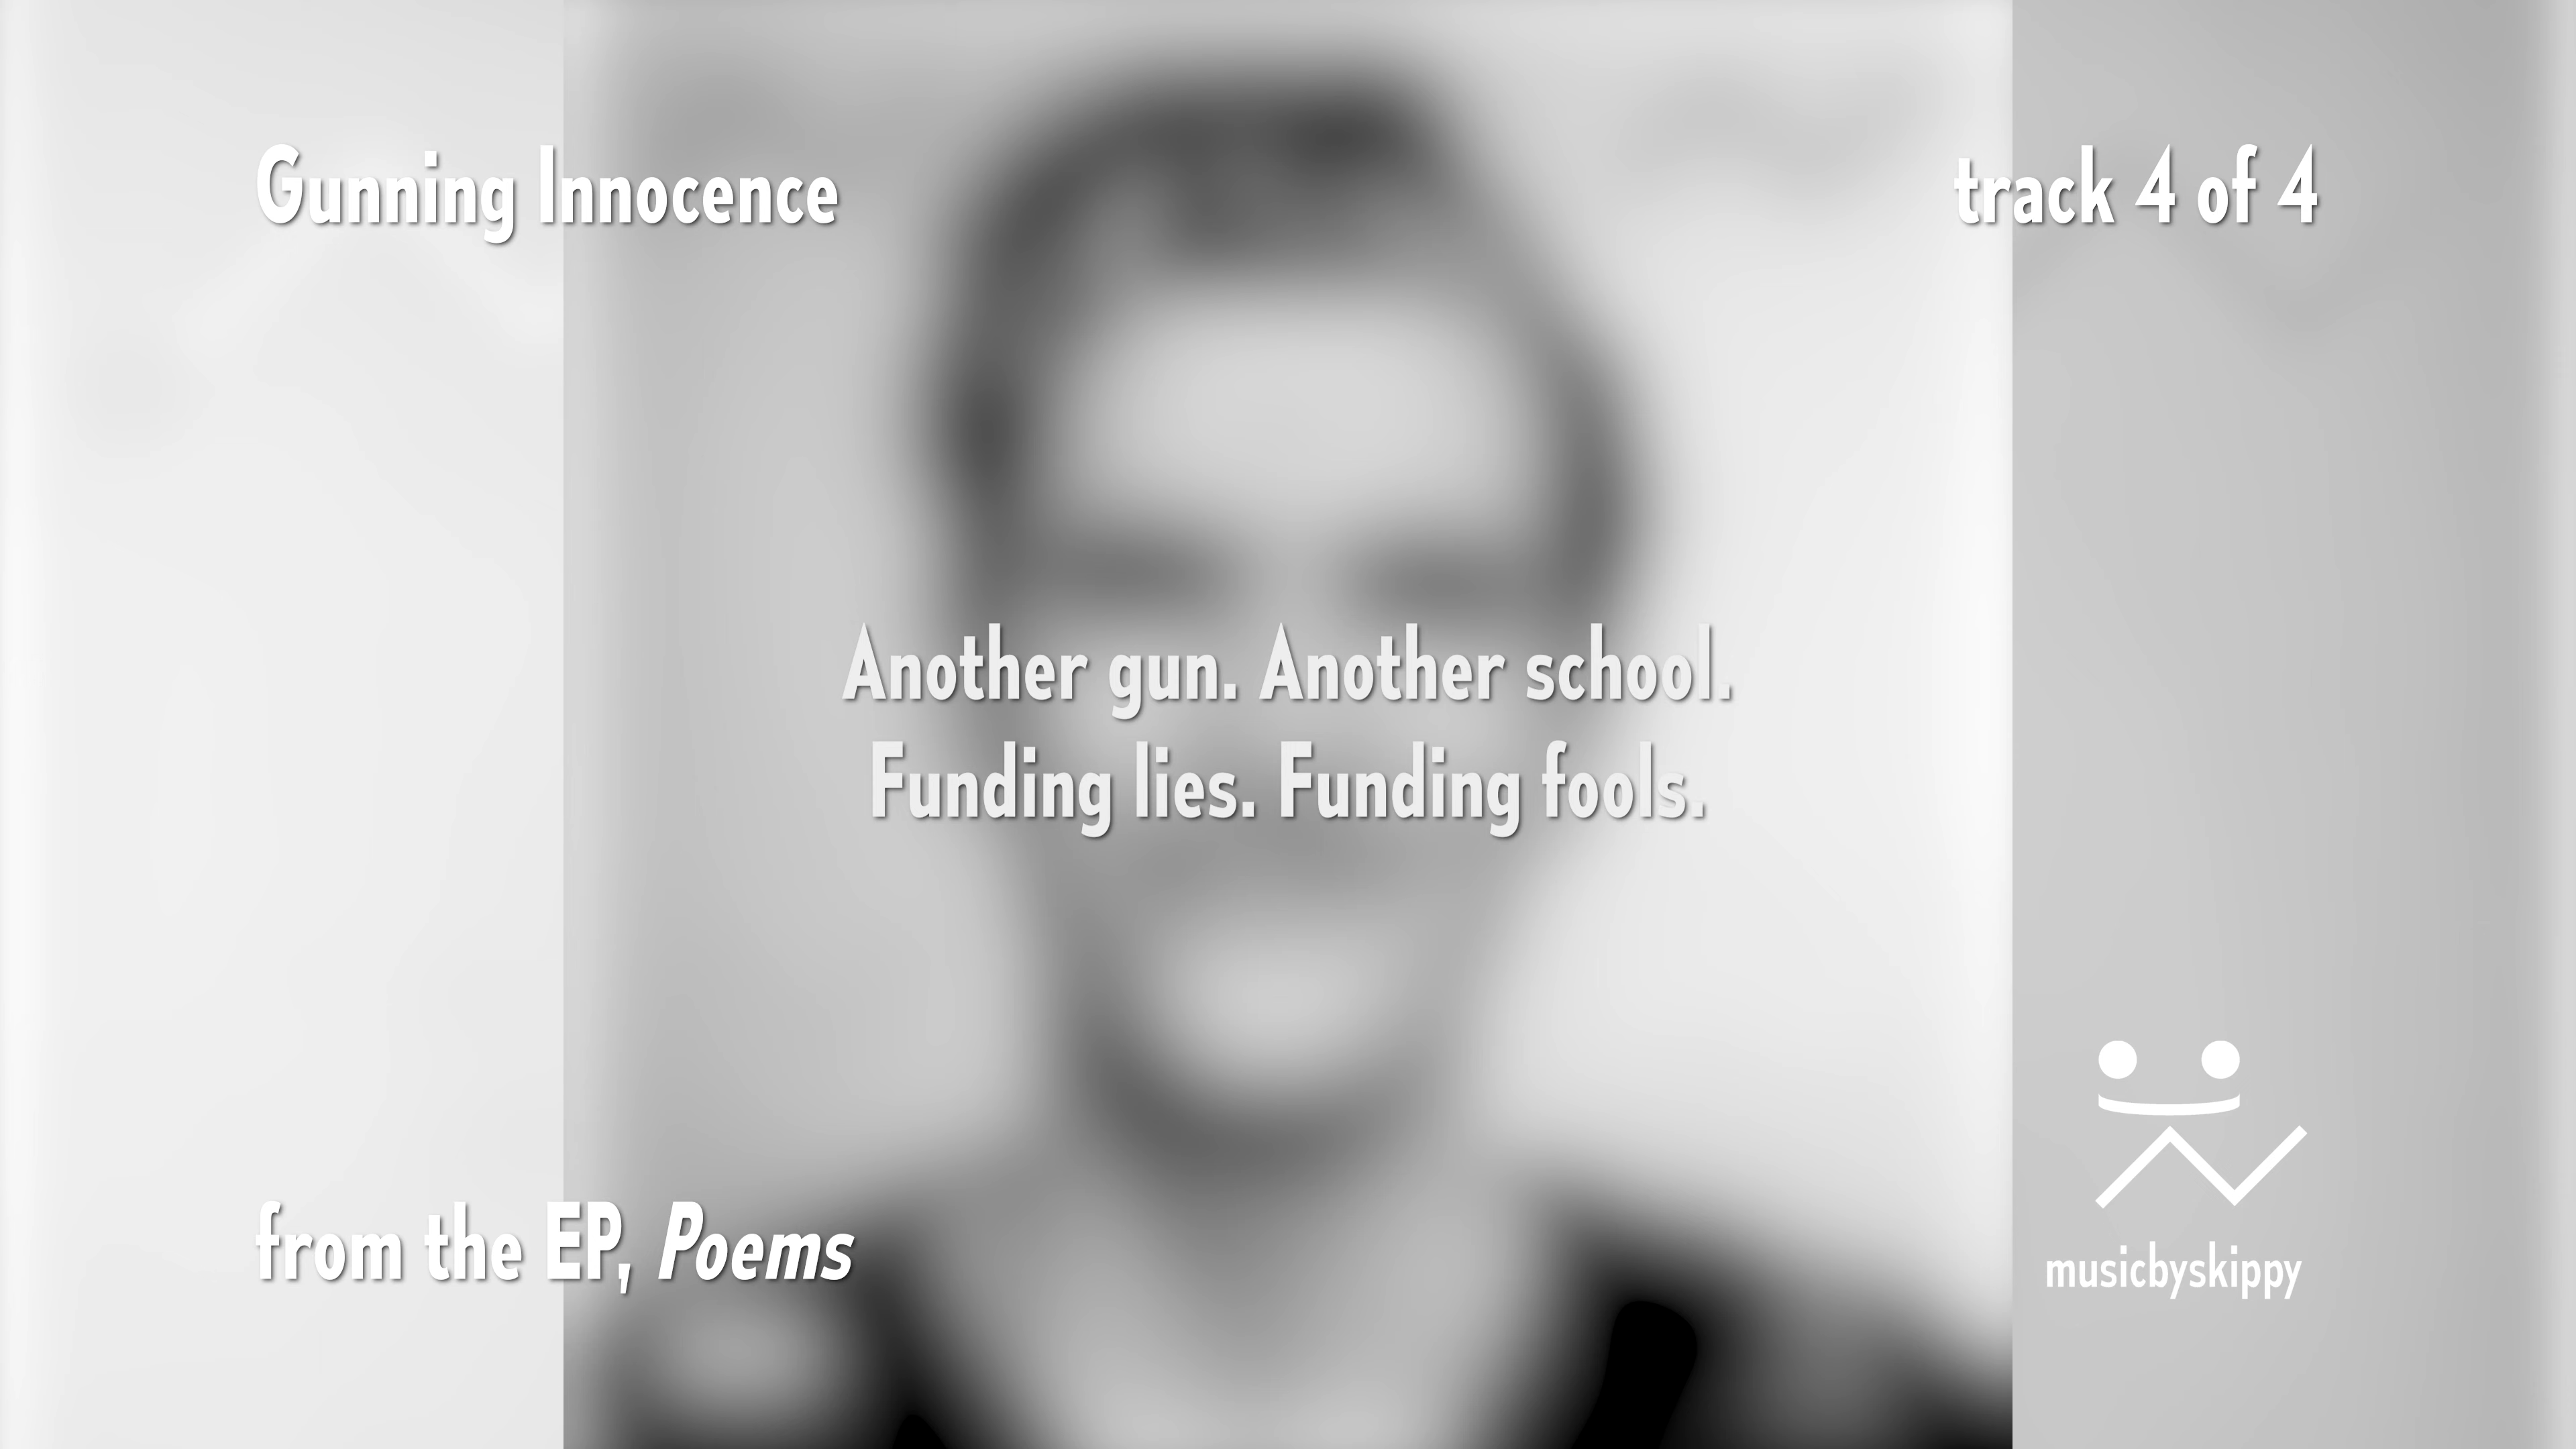 Gunning Innocence
track 4 of 4
Another gun. Another school.
Funding lies. Funding fools.
from the EP, Poems
musicbyskippy